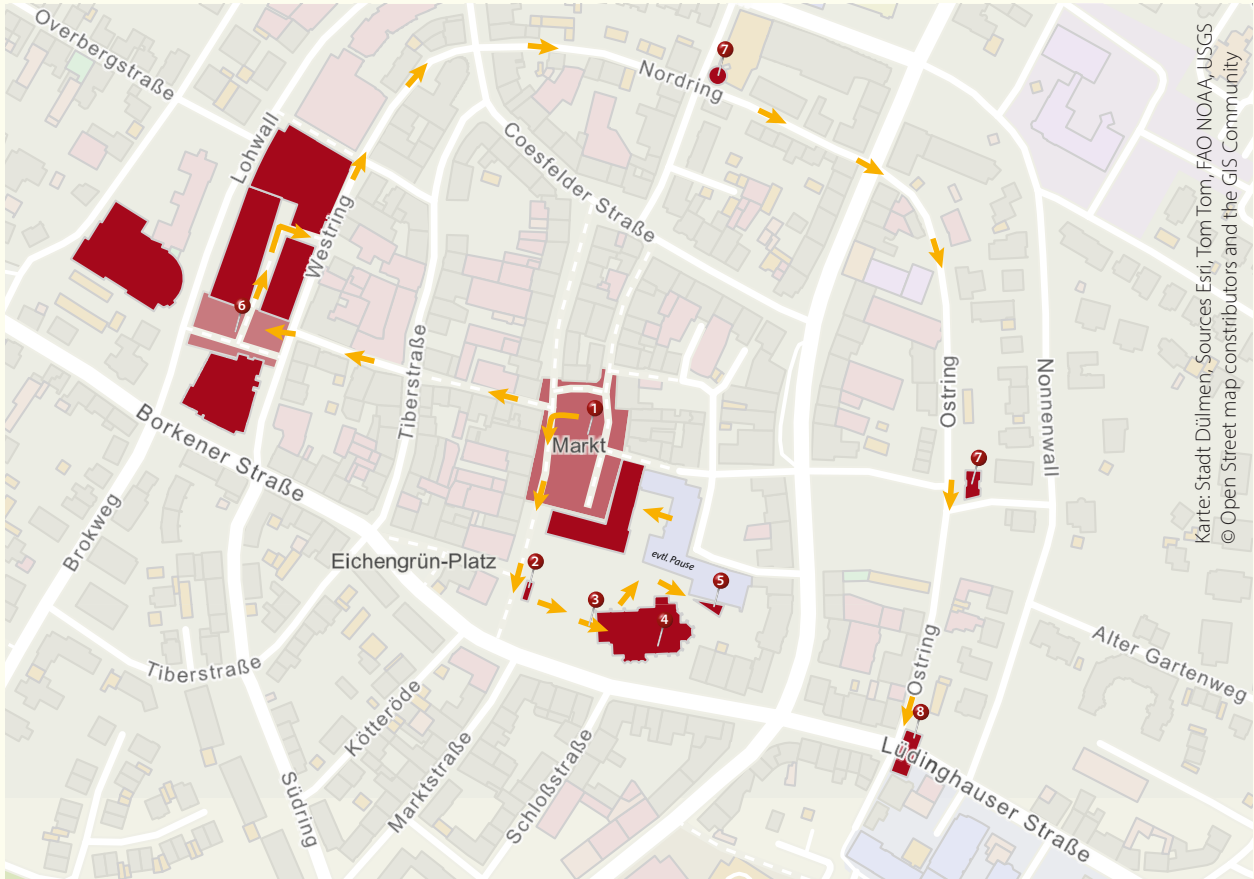 Overbergstraße
Lohwall
Westring
Nordring
7
Coesfelder Straße
Karte: Stadt Dülmen, Sources Esri, Tom Tom, FAO NOAA, USGS
© Open Street map contributors and the GIS Community
6
Tiberstraße
1
Markt
Ostring
Nonnenwall
7
Borkener Straße
Brokweg
Eichengrün-Platz
evtl. Pause
2
3
4
5
Tiberstraße
Kötteröde
Marktstraße
Schloßstraße
Südring
Ostring
8
Alter Gartenweg
Lüdinghauser Straße